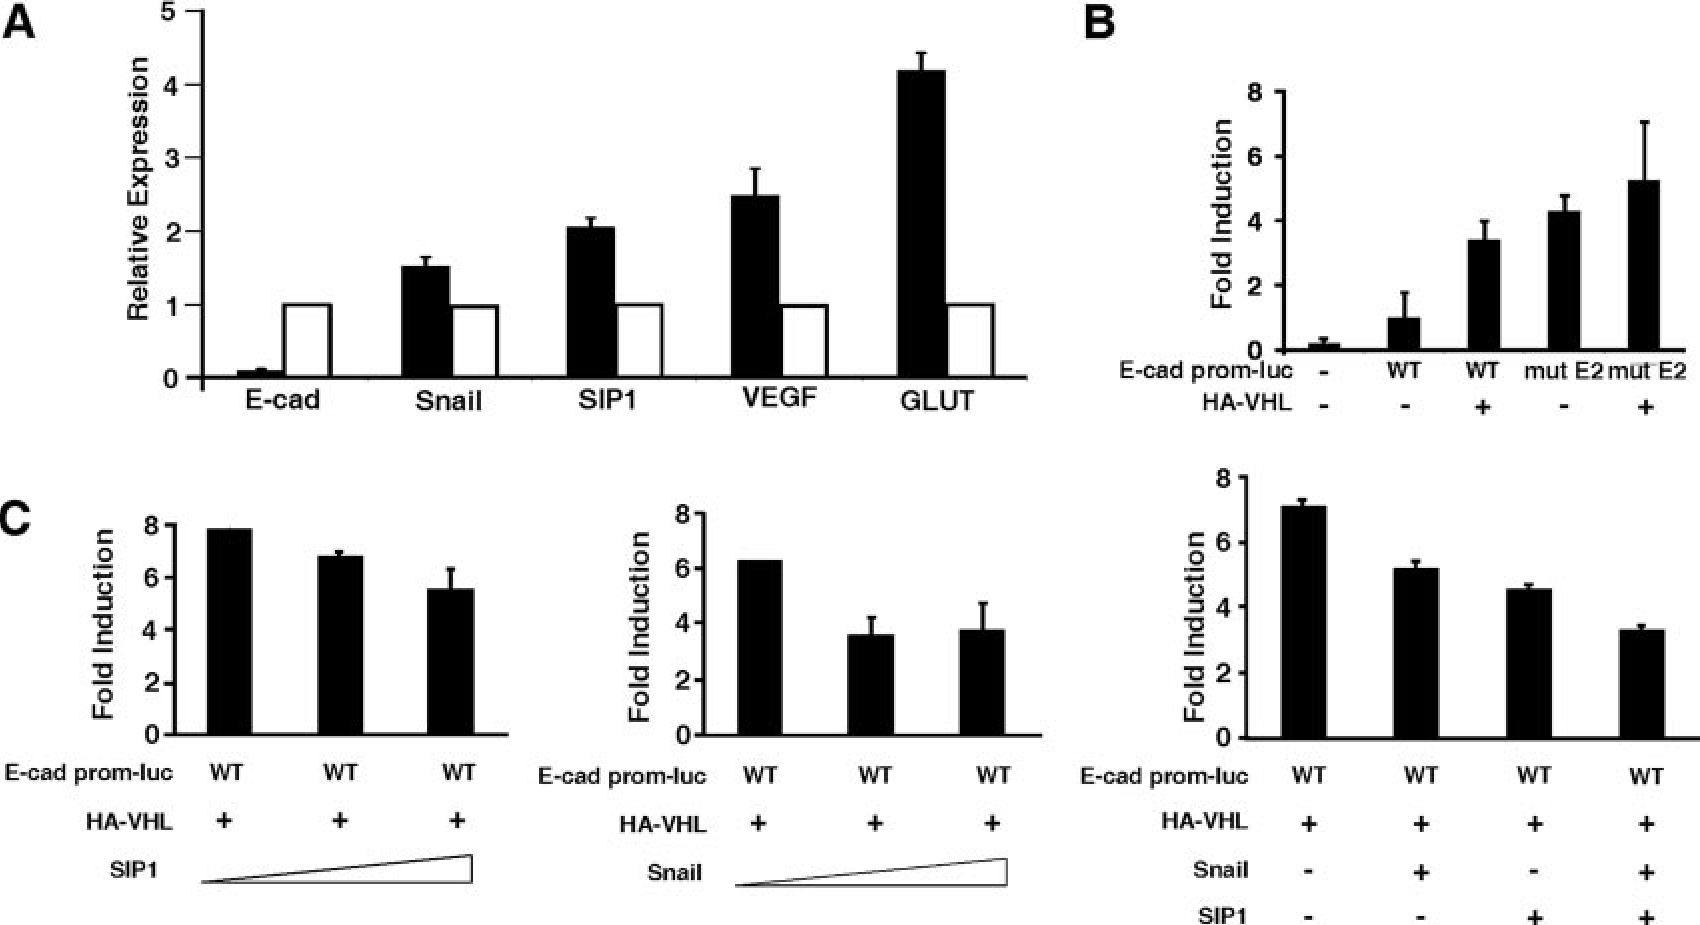 A
5
4
3
2
1
0
Relative Expression
E-cad Snail SIP1 VEGF GLUT
B
8
6
4
2
0
Fold Induction
E-cad prom-luc - WT WT mut E2 mut E2
HA-VHL - - + - +
C
8
6
4
2
0
Fold Induction
E-cad prom-luc WT WT WT
HA-VHL + + +
SIP1
8
6
4
2
0
Fold Induction
E-cad prom-luc WT WT WT
HA-VHL + + +
Snail
8
6
4
2
0
Fold Induction
E-cad prom-luc WT WT WT WT
HA-VHL + + + +
Snail - + - +
SIP1 - - + +